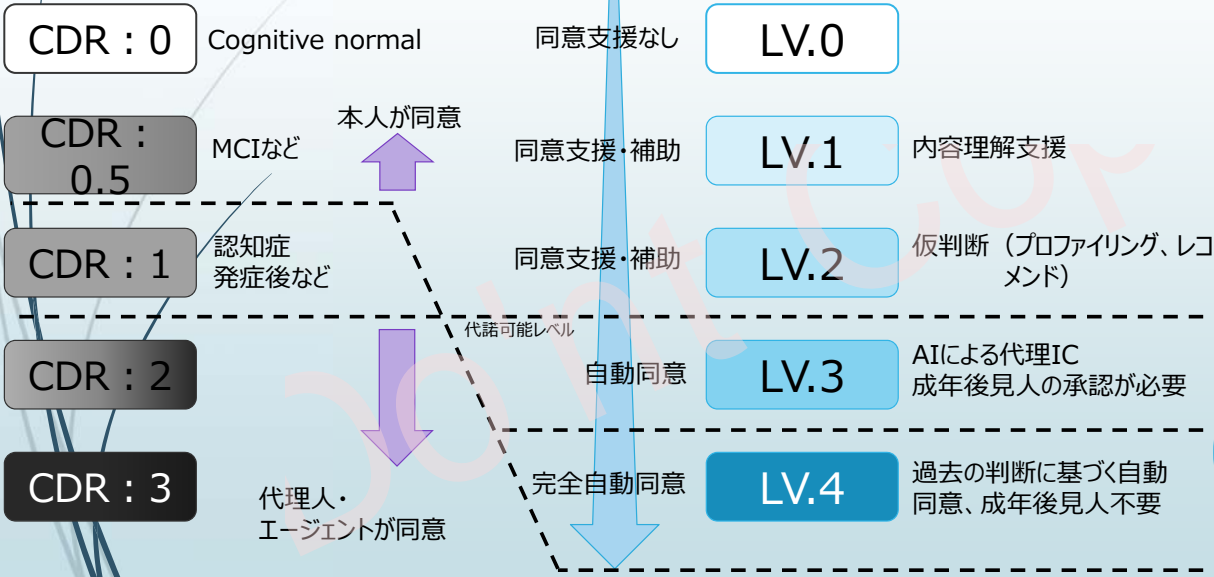 CDR：0
Cognitive normal
同意支援なし
LV.0
CDR：
0.5
MCIなど
本人が同意
同意支援・補助
LV.1
内容理解支援
CDR：1
認知症
発症後など
同意支援・補助
LV.2
仮判断（プロファイリング、レコ
メンド）
代諾可能レベル
CDR：2
自動同意
LV.3
AIによる代理IC
成年後見人の承認が必要
CDR：3
代理人・
エージェントが同意
完全自動同意
LV.4
過去の判断に基づく自動
同意、成年後見人不要